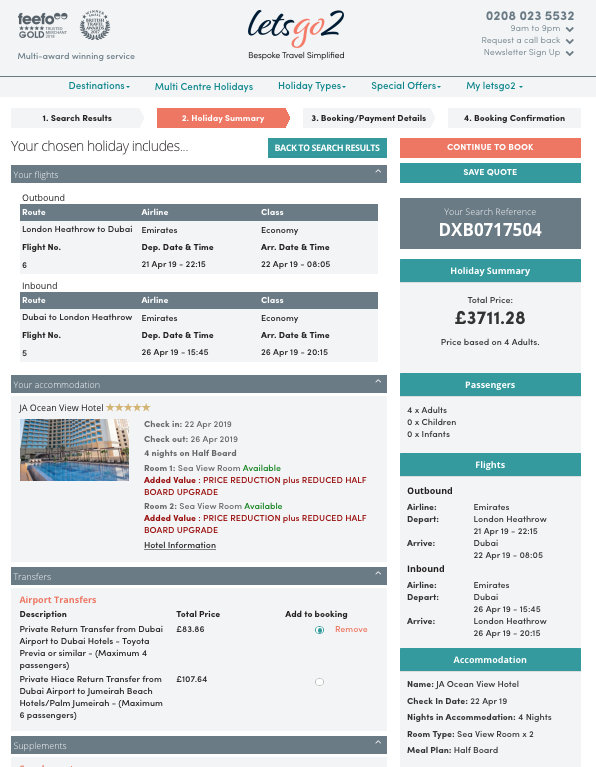 feefo
GOLD
TRUSTED
MERCHANT
BRITISH
TRAVEL
AWARDS
Multi-award winning service
letsgo2
Bespoke Travel Simplified
0208 023 5532
9am to 9pm
Request a call back
Newsletter Sign Up
Destinations
Multi Centre Holidays
Holiday Types
Special Offers
My letsgo2
1. Search Results
2. Holiday Summary
3. Booking/Payment Details
4. Booking Confirmation
Your chosen holiday includes...
BACK TO SEARCH RESULTS
Your flights
Outbound
Route Airline Class
London Heathrow to Dubai Emirates Economy
Flight No. Dep. Date & Time Arr. Date & Time
6 21 Apr 19 - 22:15 22 Apr 19 - 08:05
Inbound
Route Airline Class
Dubai to London Heathrow Emirates Economy
Flight No. Dep. Date & Time Arr. Date & Time
5 26 Apr 19 - 15:45 26 Apr 19 - 20:15
Your accommodation
JA Ocean View Hotel
Check in: 22 Apr 2019
Check out: 26 Apr 2019
4 nights on Half Board
Room 1: Sea View Room Available
Added Value : PRICE REDUCTION plus REDUCED HALF
BOARD UPGRADE
Room 2: Sea View Room Available
Added Value : PRICE REDUCTION plus REDUCED HALF
BOARD UPGRADE
Hotel Information
Transfers
Airport Transfers
Description Total Price Add to booking
Private Return Transfer from Dubai £83.86 Remove
Airport to Dubai Hotels - Toyota
Previa or similar - (Maximum 4
passengers)
Private Hiace Return Transfer from £107.64
Dubai Airport to Jumeirah Beach
Hotels/Palm Jumeirah - (Maximum
6 passengers)
Supplements
CONTINUE TO BOOK
SAVE QUOTE
Your Search Reference
DXB0717504
Holiday Summary
Total Price:
£3711.28
Price based on 4 Adults.
Passengers
4 x Adults
0 x Children
0 x Infants
Flights
Outbound
Airline: Emirates
Depart: London Heathrow
21 Apr 19 - 22:15
Arrive: Dubai
22 Apr 19 - 08:05
Inbound
Airline: Emirates
Depart: Dubai
26 Apr 19 - 15:45
Arrive: London Heathrow
26 Apr 19 - 20:15
Accommodation
Name: JA Ocean View Hotel
Check In Date: 22 Apr 19
Nights in Accommodation: 4 Nights
Room Type: Sea View Room x 2
Meal Plan: Half Board